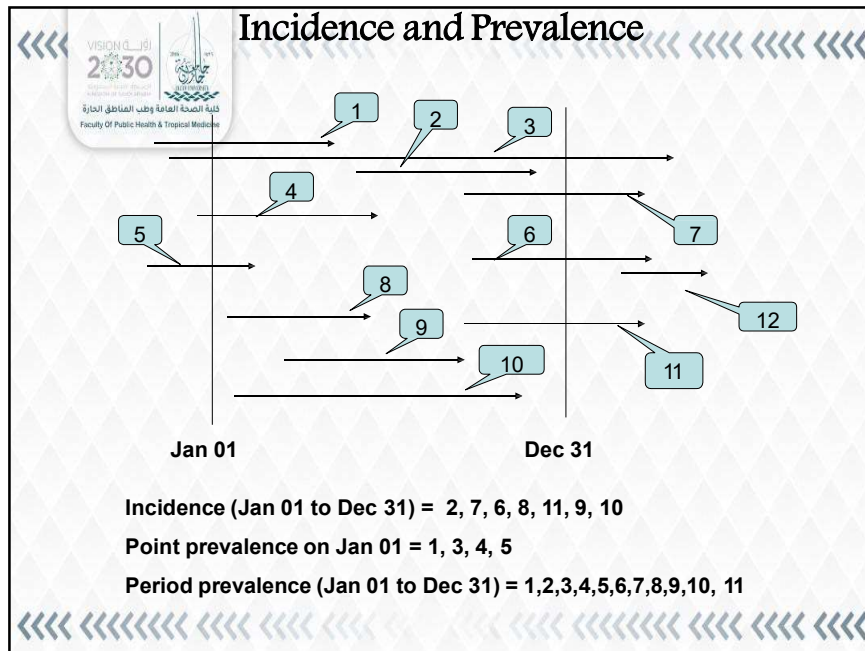 Incidence and Prevalence
VISION رؤية
2030
كلية الصحة العامة وطب المناطق الحارة
Faculty Of Public Health & Tropical Medicine
1
2
3
4
5
6
7
8
9
10
11
12
Jan 01
Dec 31
Incidence (Jan 01 to Dec 31) = 2, 7, 6, 8, 11, 9, 10
Point prevalence on Jan 01 = 1, 3, 4, 5
Period prevalence (Jan 01 to Dec 31) = 1,2,3,4,5,6,7,8,9,10, 11